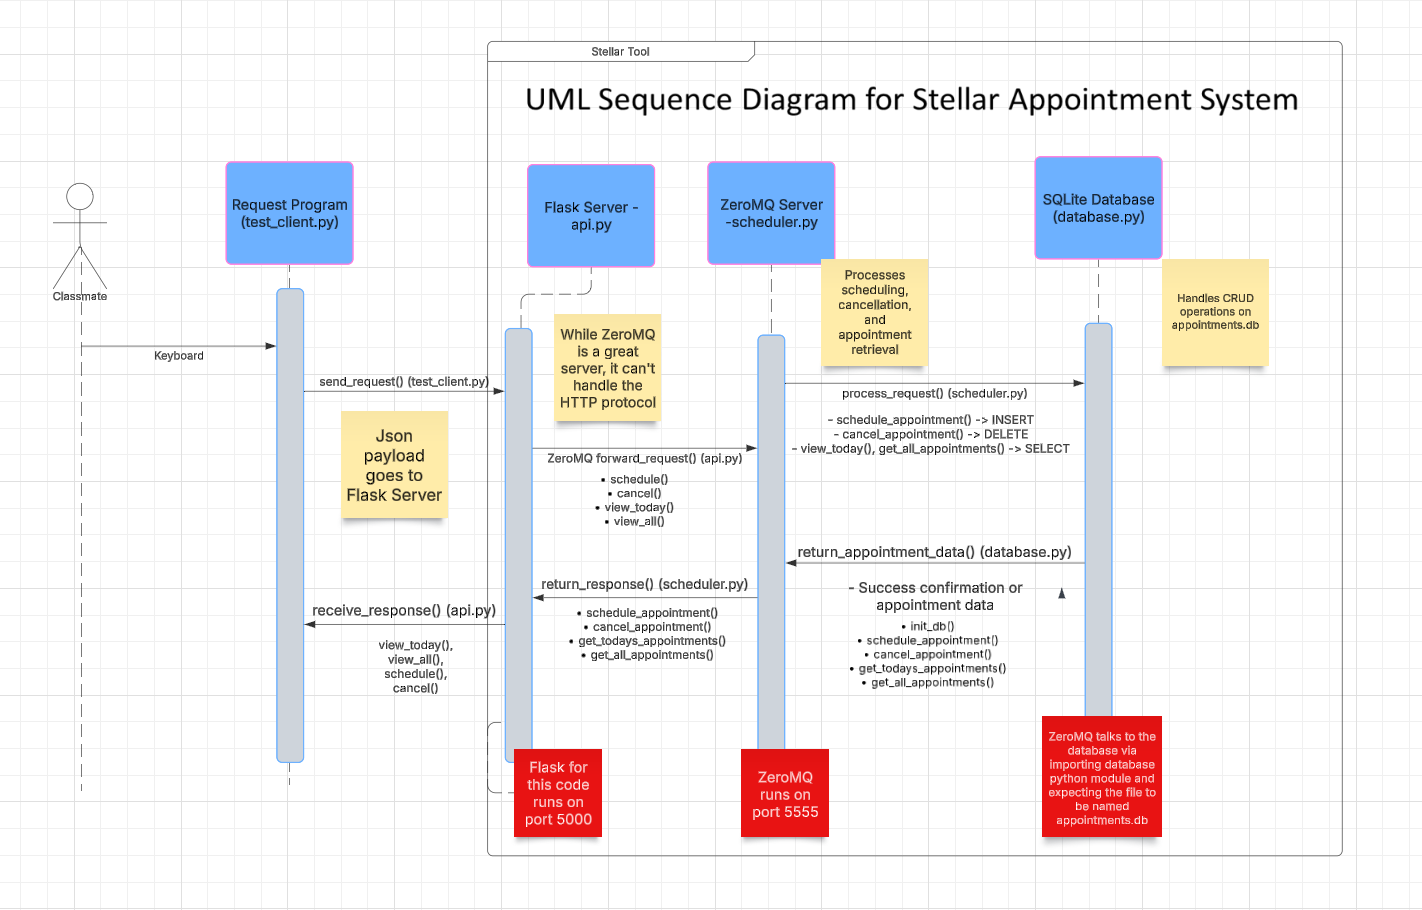 Stellar Tool
UML Sequence Diagram for Stellar Appointment System
Classmate
Request Program
(test_client.py)
Flask Server -
api.py
ZeroMQ Server
-scheduler.py
SQLite Database
(database.py)
Processes
scheduling,
cancellation,
and
appointment
retrieval
Handles CRUD
operations on
appointments.db
While ZeroMQ
is a great
server, it can't
handle the
HTTP protocol
Keyboard
send_request() (test_client.py)
Json
payload
goes to
Flask Server
process_request() (scheduler.py)
- schedule_appointment() -> INSERT
- cancel_appointment() -> DELETE
- view_today(), get_all_appointments() -> SELECT
ZeroMQ forward_request() (api.py)
• schedule()
• cancel()
• view_today()
• view_all()
return_appointment_data() (database.py)
- Success confirmation or
appointment data
• init_db()
• schedule_appointment()
• cancel_appointment()
• get_todays_appointments()
• get_all_appointments()
return_response() (scheduler.py)
• schedule_appointment()
• cancel_appointment()
• get_todays_appointments()
• get_all_appointments()
receive_response() (api.py)
view_today(),
view_all(),
schedule(),
cancel()
Flask for
this code
runs on
port 5000
ZeroMQ
runs on
port 5555
ZeroMQ talks to the
database via
importing database
python module and
expecting the file to
be named
appointments.db